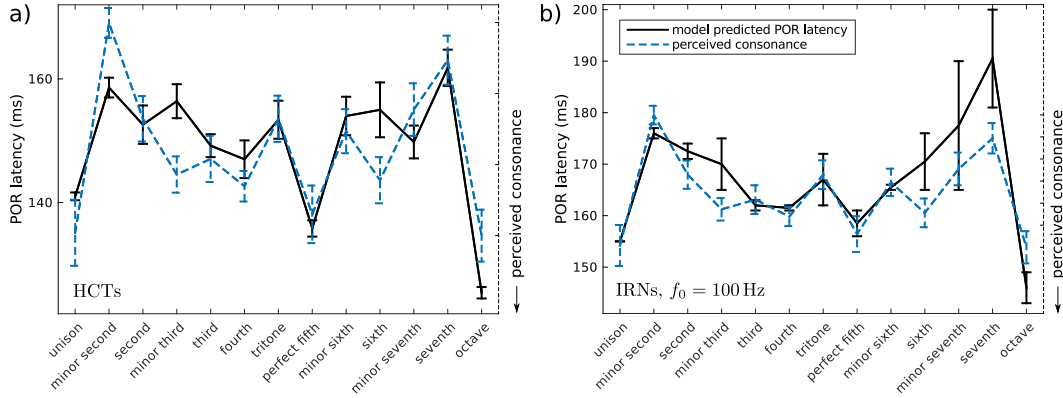 a)
POR latency (ms)
160
140
HCTs
unison
minor second
second
minor third
third
fourth
tritone
perfect fifth
minor sixth
sixth
minor seventh
seventh
octave
← perceived consonance
b)
POR latency (ms)
200
190
180
170
160
150
model predicted POR latency
perceived consonance
IRNs, f₀ = 100 Hz
unison
minor second
second
minor third
third
fourth
tritone
perfect fifth
minor sixth
sixth
minor seventh
seventh
octave
← perceived consonance